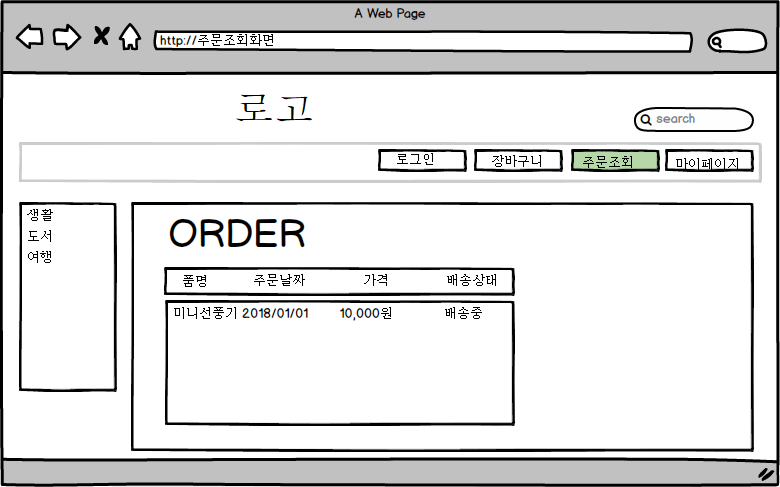 A Web Page
http://주문조회화면
로고
search
로그인 장바구니 주문조회 마이페이지
생활
도서
여행
ORDER
품명 주문날짜 가격 배송상태
미니선풍기 2018/01/01 10,000원 배송중